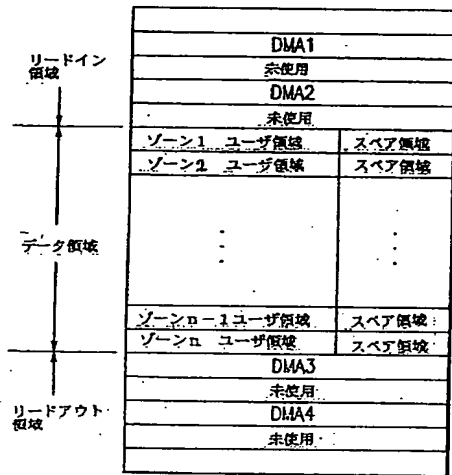 DMA1
リードイン
領域
未使用
DMA2
未使用
ゾーン1 ユーザ領域 スペア領域
ゾーン2 ユーザ領域 スペア領域
データ領域
ゾーンn-1ユーザ領域 スペア領域
ゾーンn ユーザ領域 スペア領域
DMA3
未使用
リードアウト
領域
DMA4
未使用